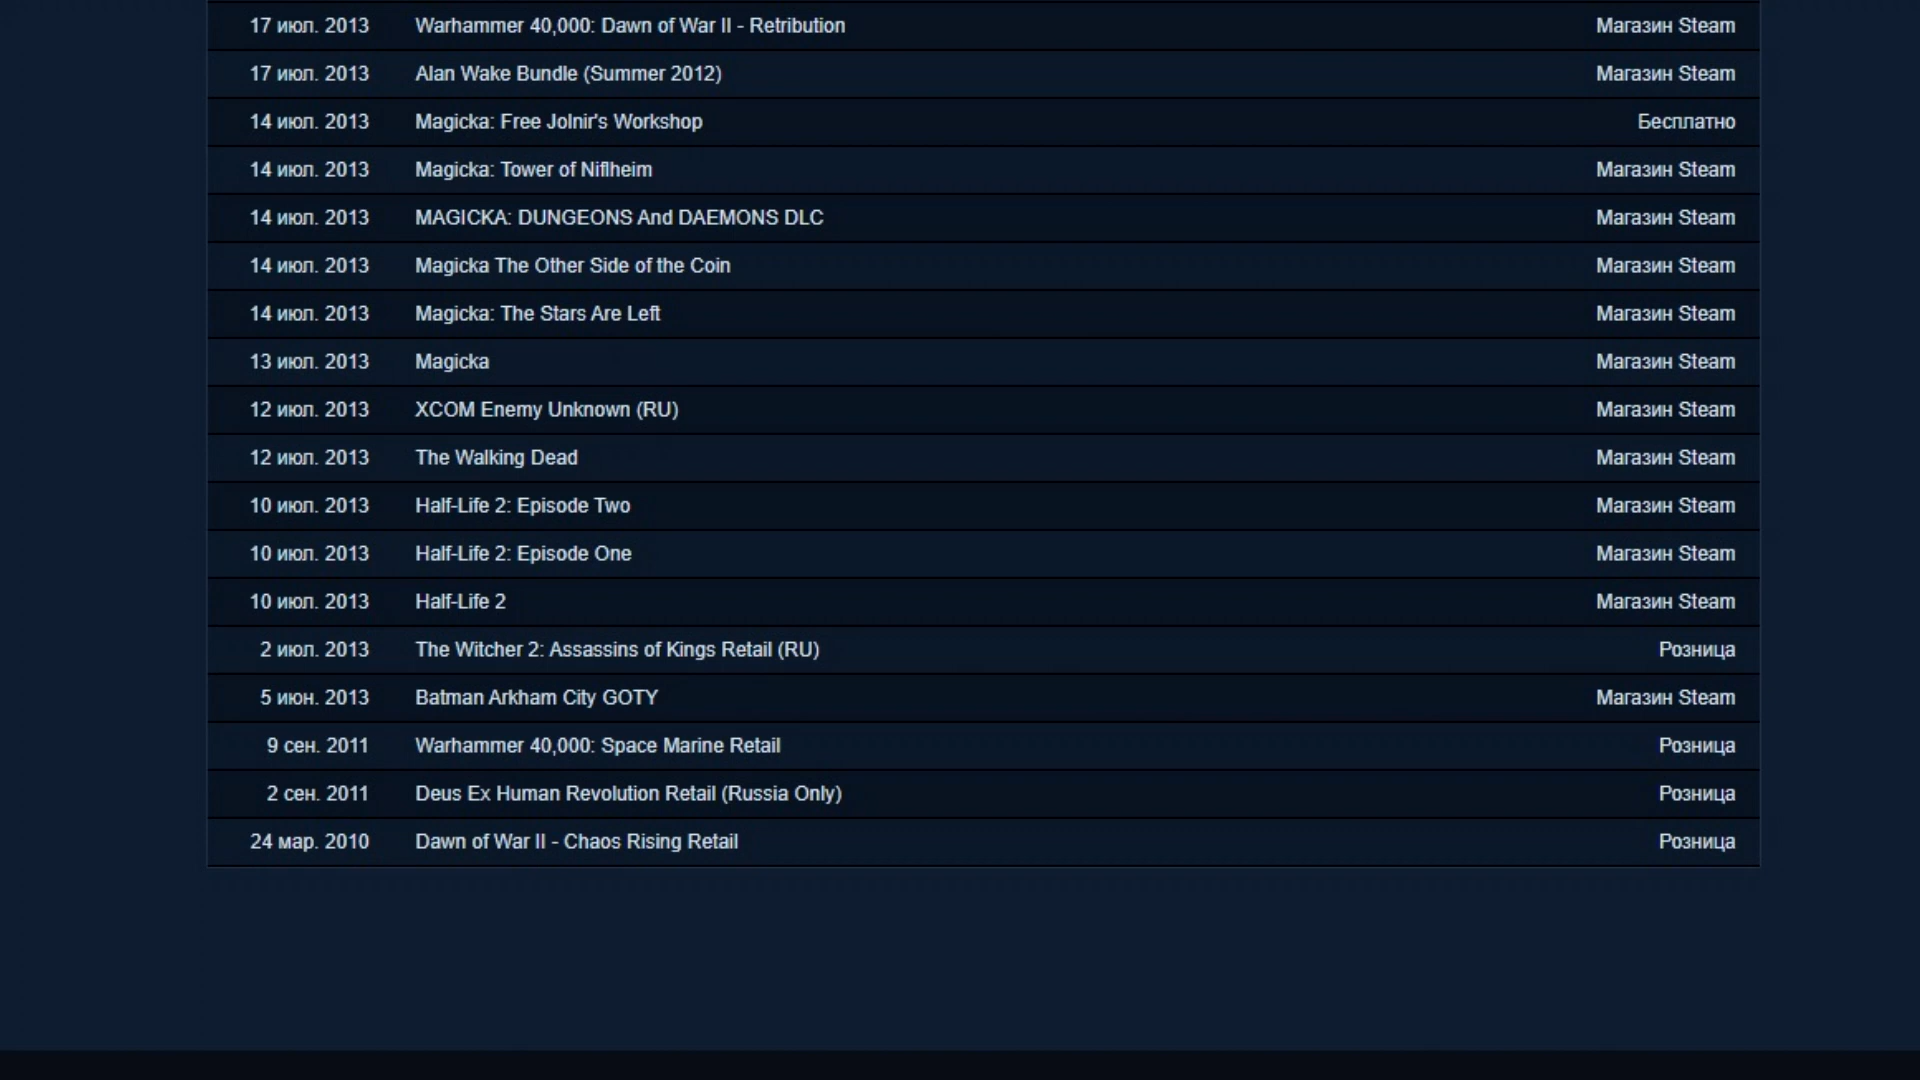 17 июл. 2013 Warhammer 40,000: Dawn of War II - Retribution Магазин Steam
17 июл. 2013 Alan Wake Bundle (Summer 2012) Магазин Steam
14 июл. 2013 Magicka: Free Jolnir's Workshop Бесплатно
14 июл. 2013 Magicka: Tower of Niflheim Магазин Steam
14 июл. 2013 MAGICKA: DUNGEONS And DAEMONS DLC Магазин Steam
14 июл. 2013 Magicka The Other Side of the Coin Магазин Steam
14 июл. 2013 Magicka: The Stars Are Left Магазин Steam
13 июл. 2013 Magicka Магазин Steam
12 июл. 2013 XCOM Enemy Unknown (RU) Магазин Steam
12 июл. 2013 The Walking Dead Магазин Steam
10 июл. 2013 Half-Life 2: Episode Two Магазин Steam
10 июл. 2013 Half-Life 2: Episode One Магазин Steam
10 июл. 2013 Half-Life 2 Магазин Steam
2 июл. 2013 The Witcher 2: Assassins of Kings Retail (RU) Розница
5 июн. 2013 Batman Arkham City GOTY Магазин Steam
9 сен. 2011 Warhammer 40,000: Space Marine Retail Розница
2 сен. 2011 Deus Ex Human Revolution Retail (Russia Only) Розница
24 мар. 2010 Dawn of War II - Chaos Rising Retail Розница